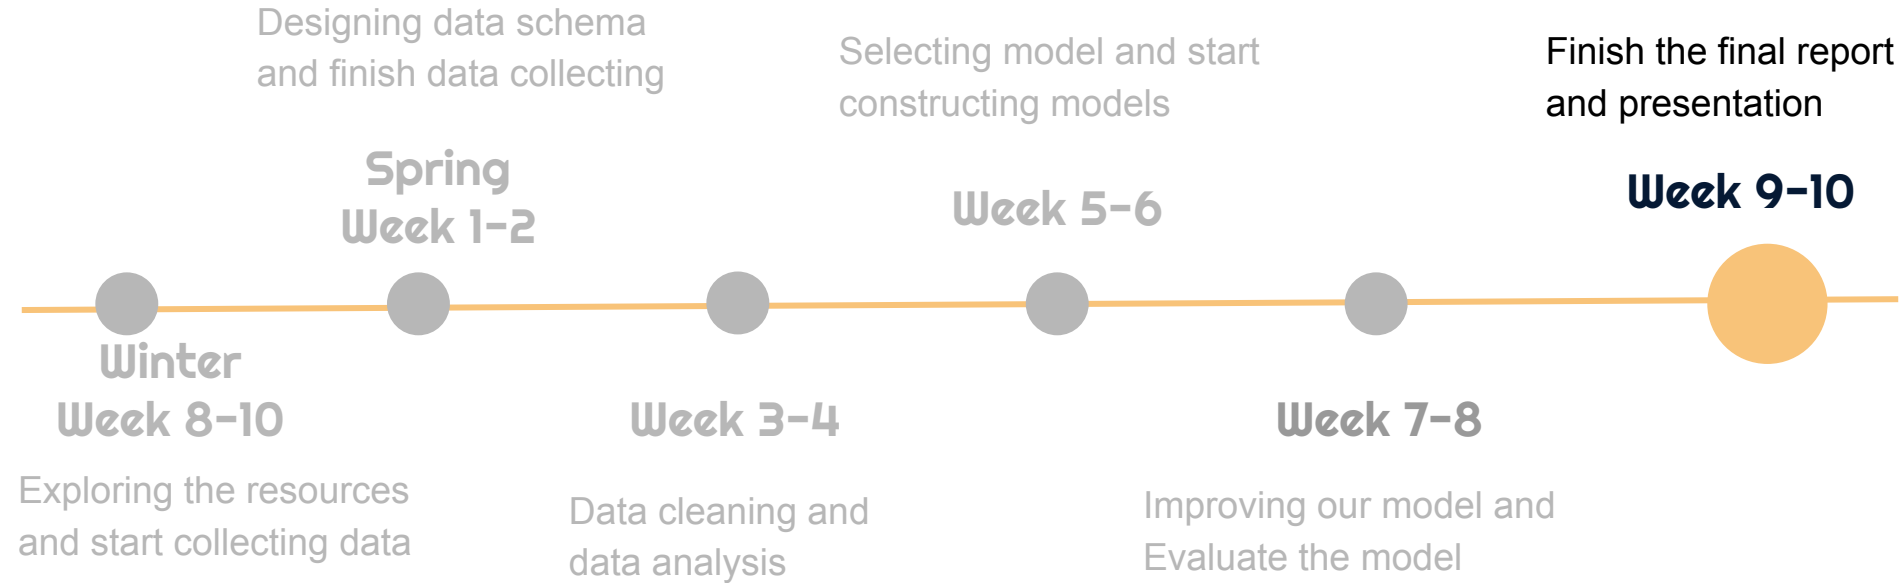 Designing data schema
and finish data collecting
Spring
Week 1-2
Selecting model and start
constructing models
Week 5-6
Finish the final report
and presentation
Week 9-10
Winter
Week 8-10
Exploring the resources
and start collecting data
Week 3-4
Data cleaning and
data analysis
Week 7-8
Improving our model and
Evaluate the model